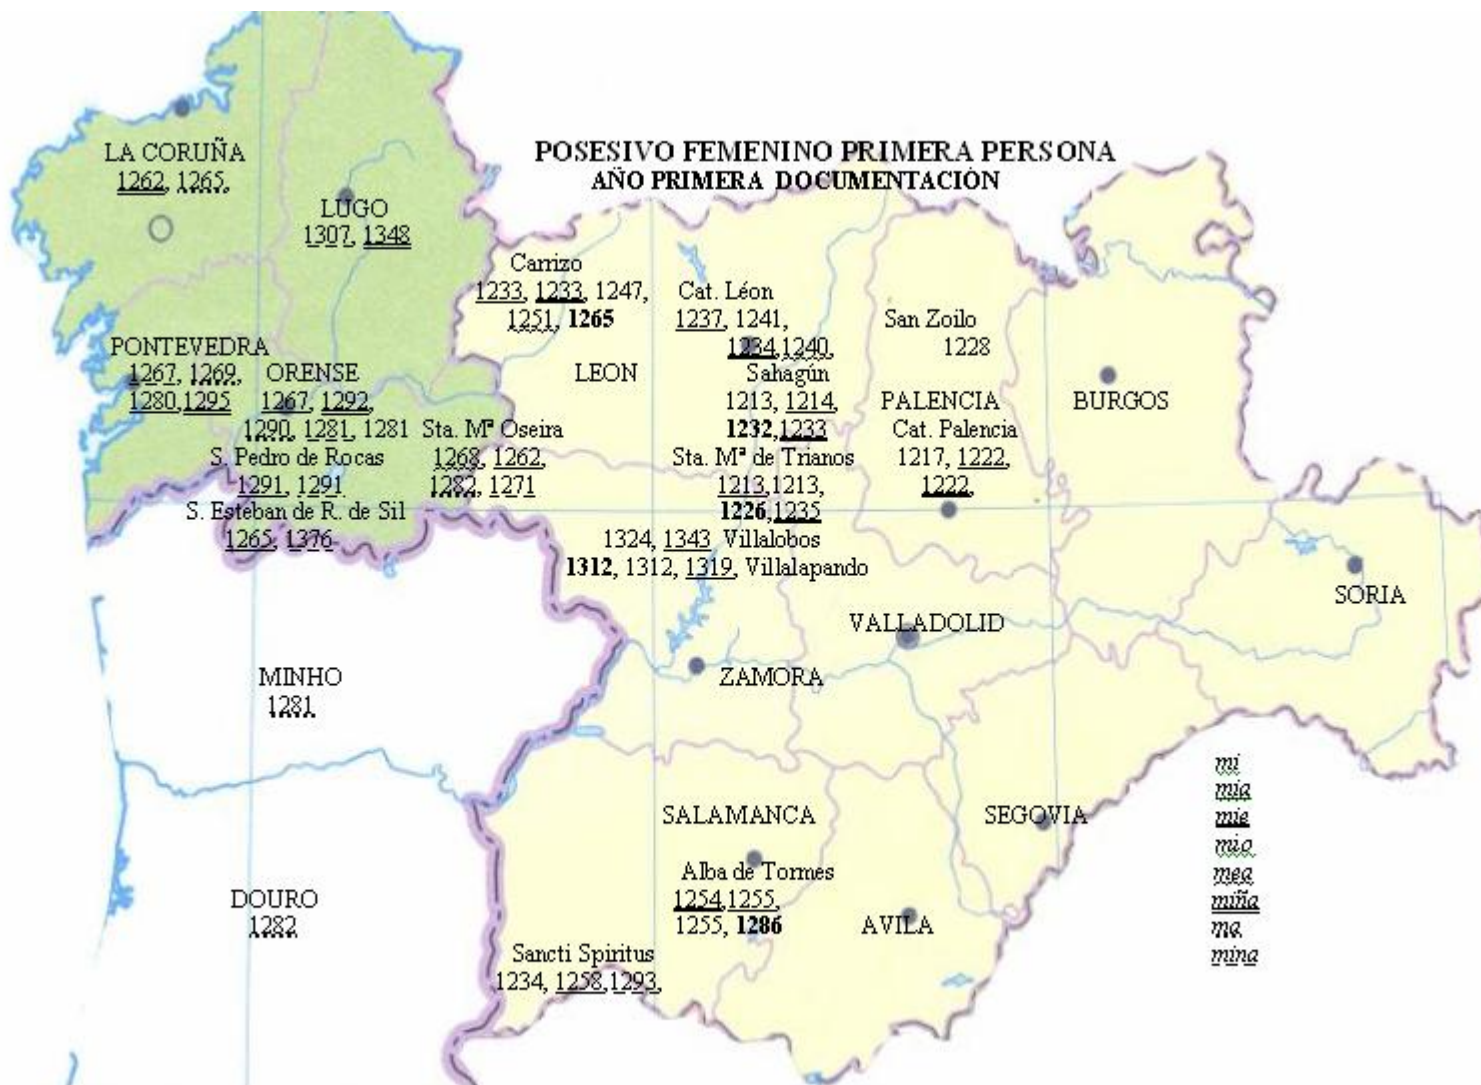 POSESIVO FEMENINO PRIMERA PERSONA
AÑO PRIMERA DOCUMENTACIÓN
LA CORUÑA
1262, 1265,
LUGO
1307, 1348
Carrizo
1233, 1233, 1247,
1251, 1265
Cat. Léon
1237, 1241,
1234,1240,
San Zoilo
1228
PONTEVEDRA
1267, 1269,
1280,1295
ORENSE
1267, 1292,
1290, 1281, 1281
LEON
Sahagún
1213, 1214,
1232,1233
PALENCIA
Cat. Palencia
1217, 1222,
1222,
BURGOS
Sta. Mª Oseira
1268, 1262,
1282, 1271
S. Pedro de Rocas
1291, 1291
S. Esteban de R. de Sil
1265, 1376
Sta. Mª de Trianos
1213,1213,
1226,1235
1324, 1343 Villalobos
1312, 1312, 1319, Villalapando
SORIA
VALLADOLID
ZAMORA
MINHO
1281
SALAMANCA
SEGOVIA
Alba de Tormes
1254,1255,
1255, 1286
AVILA
DOURO
1282
Sancti Spiritus
1234, 1258,1293,
mi
mia
mie
mio
mea
miña
ma
mina